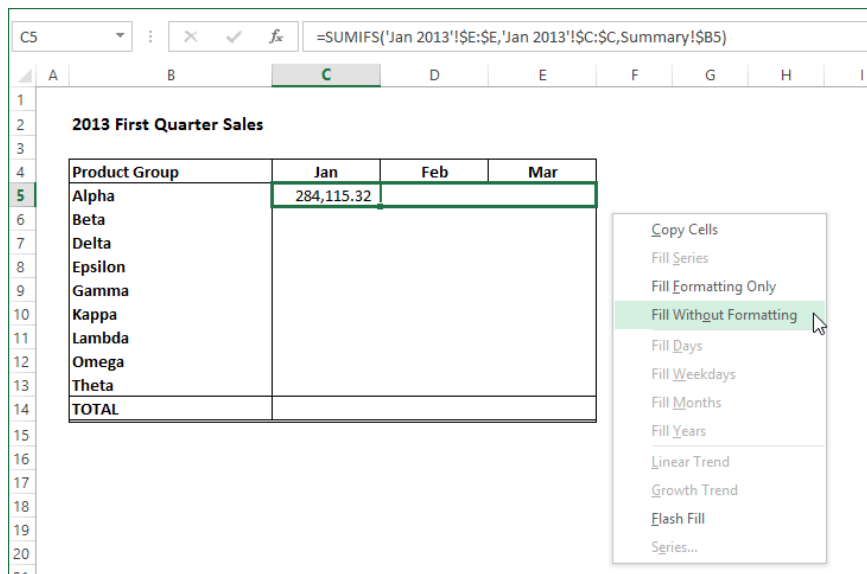 C5 fx =SUMIFS('Jan 2013'!$E:$E,'Jan 2013'!$C:$C,Summary!$B5)
A B C D E F G H I
1
2 2013 First Quarter Sales
3
4 Product Group Jan Feb Mar
5 Alpha 284,115.32
6 Beta
7 Delta
8 Epsilon
9 Gamma
10 Kappa
11 Lambda
12 Omega
13 Theta
14 TOTAL
15
16
17
18
19
20
Copy Cells
Fill Series
Fill Formatting Only
Fill Without Formatting
Fill Days
Fill Weekdays
Fill Months
Fill Years
Linear Trend
Growth Trend
Flash Fill
Series...